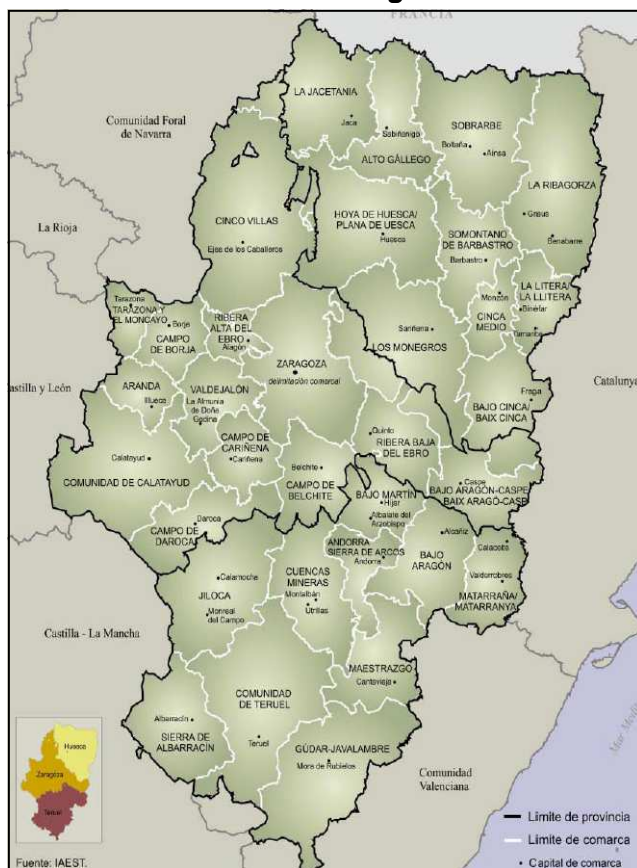 FRANCIA
LA JACETANIA
Jaca
Sabiñánigo
SOBRARBE
Boltaña
Aínsa
Comunidad Foral
de Navarra
ALTO GÁLLEGO
LA RIBAGORZA
Graus
Benabarre
La Rioja
CINCO VILLAS
Ejea de los Caballeros
HOYA DE HUESCA/
PLANA DE UESCA
Huesca
SOMONTANO
DE BARBASTRO
Barbastro
LA LITERA/
LA LLITERA
Binéfar
Tamarite
Monzón
CINCA
MEDIO
Tarazona
TARAZONA Y
EL MONCAYO
Borja
CAMPO
DE BORJA
RIBERA
ALTA DEL
EBRO
Alagón
Sariñena
LOS MONEGROS
ZARAGOZA
delimitación comarcal
Castilla y León
ARANDA
Illueca
VALDEJALÓN
La Almunia
de Doña
Godina
Fraga
BAJO CINCA/
BAIX CINCA
Catalunya
CAMPO DE
CARIÑENA
Cariñena
Quinto
RIBERA BAJA
DEL EBRO
Calatayud
COMUNIDAD DE CALATAYUD
Belchite
CAMPO DE
BELCHITE
Caspe
BAJO ARAGÓN-CASPE
BAIX ARAGÓ-CASP
BAJO MARTÍN
Híjar
Albalate del
Arzobispo
Daroca
CAMPO DE
DAROCA
ANDORRA
SIERRA DE ARCOS
Andorra
Alcañiz
BAJO
ARAGÓN
Calaceite
Valderrobres
MATARRAÑA/
MATARRANYA
Calamocha
JILOCA
Monreal
del Campo
CUENCAS
MINERAS
Montalbán
Utrillas
Castilla - La Mancha
MAESTRAZGO
Cantavieja
COMUNIDAD
DE TERUEL
Teruel
Albarracín
SIERRA DE
ALBARRACÍN
GÚDAR-JAVALAMBRE
Mora de Rubielos
Comunidad
Valenciana
Huesca
Zaragoza
Teruel
Límite de provincia
Límite de comarca
Capital de comarca
Fuente: IAEST.